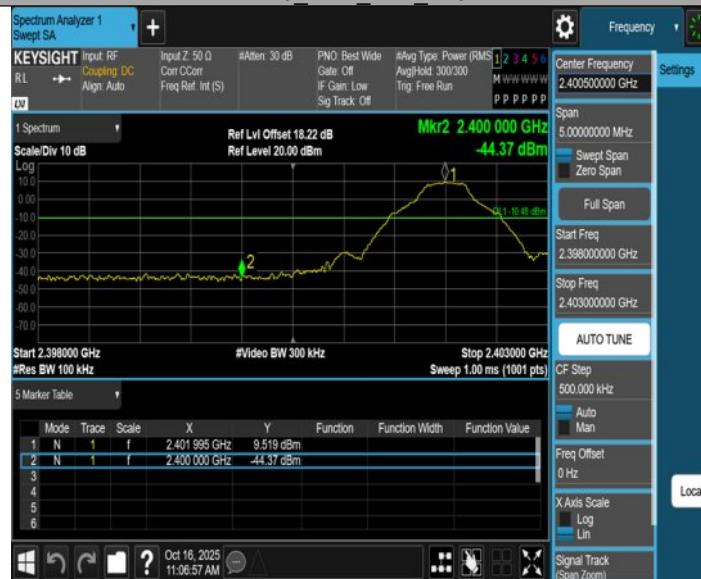 Spectrum Analyzer 1
Swept SA
+
Frequency
KEYSIGHT
RL
LXI
Input: RF
Coupling: DC
Align: Auto
Input Z: 50 Ω
Corr CCorr
Freq Ref: Int (S)
#Atten: 30 dB
PNO: Best Wide
Gate: Off
IF Gain: Low
Sig Track: Off
#Avg Type: Power (RMS
Avg|Hold: 300/300
Trig: Free Run
1 2 3 4 5 6
M W W W W W
P P P P P P
1 Spectrum
Scale/Div 10 dB
Ref Lvl Offset 18.22 dB
Ref Level 20.00 dBm
Mkr2 2.400 000 GHz
-44.37 dBm
Log
10.0
0.00
-10.0
-20.0
-30.0
-40.0
-50.0
-60.0
-70.0
1
DL1 -10.48 dBm
2
Start 2.398000 GHz
#Res BW 100 kHz
#Video BW 300 kHz
Stop 2.403000 GHz
Sweep 1.00 ms (1001 pts)
5 Marker Table
Mode Trace Scale X Y Function Function Width Function Value
1 N 1 f 2.401 995 GHz 9.519 dBm
2 N 1 f 2.400 000 GHz -44.37 dBm
3
4
5
6
?
Oct 16, 2025
11:06:57 AM
Center Frequency
2.400500000 GHz
Span
5.00000000 MHz
Swept Span
Zero Span
Full Span
Start Freq
2.398000000 GHz
Stop Freq
2.403000000 GHz
AUTO TUNE
CF Step
500.000 kHz
Auto
Man
Freq Offset
0 Hz
X Axis Scale
Log
Lin
Signal Track
(Span Zoom)
Settings
Loca